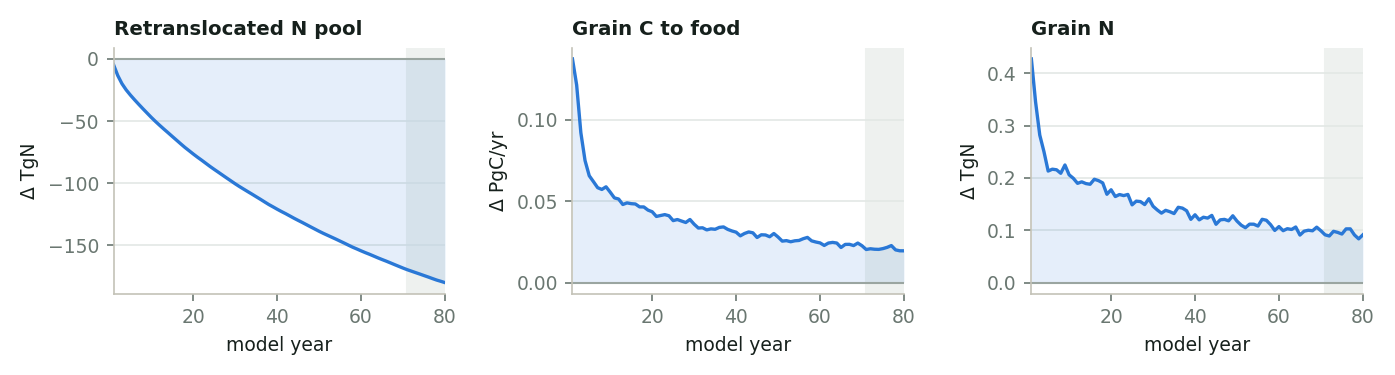 Retranslocated N pool
Δ TgN
0
−50
−100
−150
20 40 60 80
model year
Grain C to food
Δ PgC/yr
0.10
0.05
0.00
20 40 60 80
model year
Grain N
Δ TgN
0.4
0.3
0.2
0.1
0.0
20 40 60 80
model year